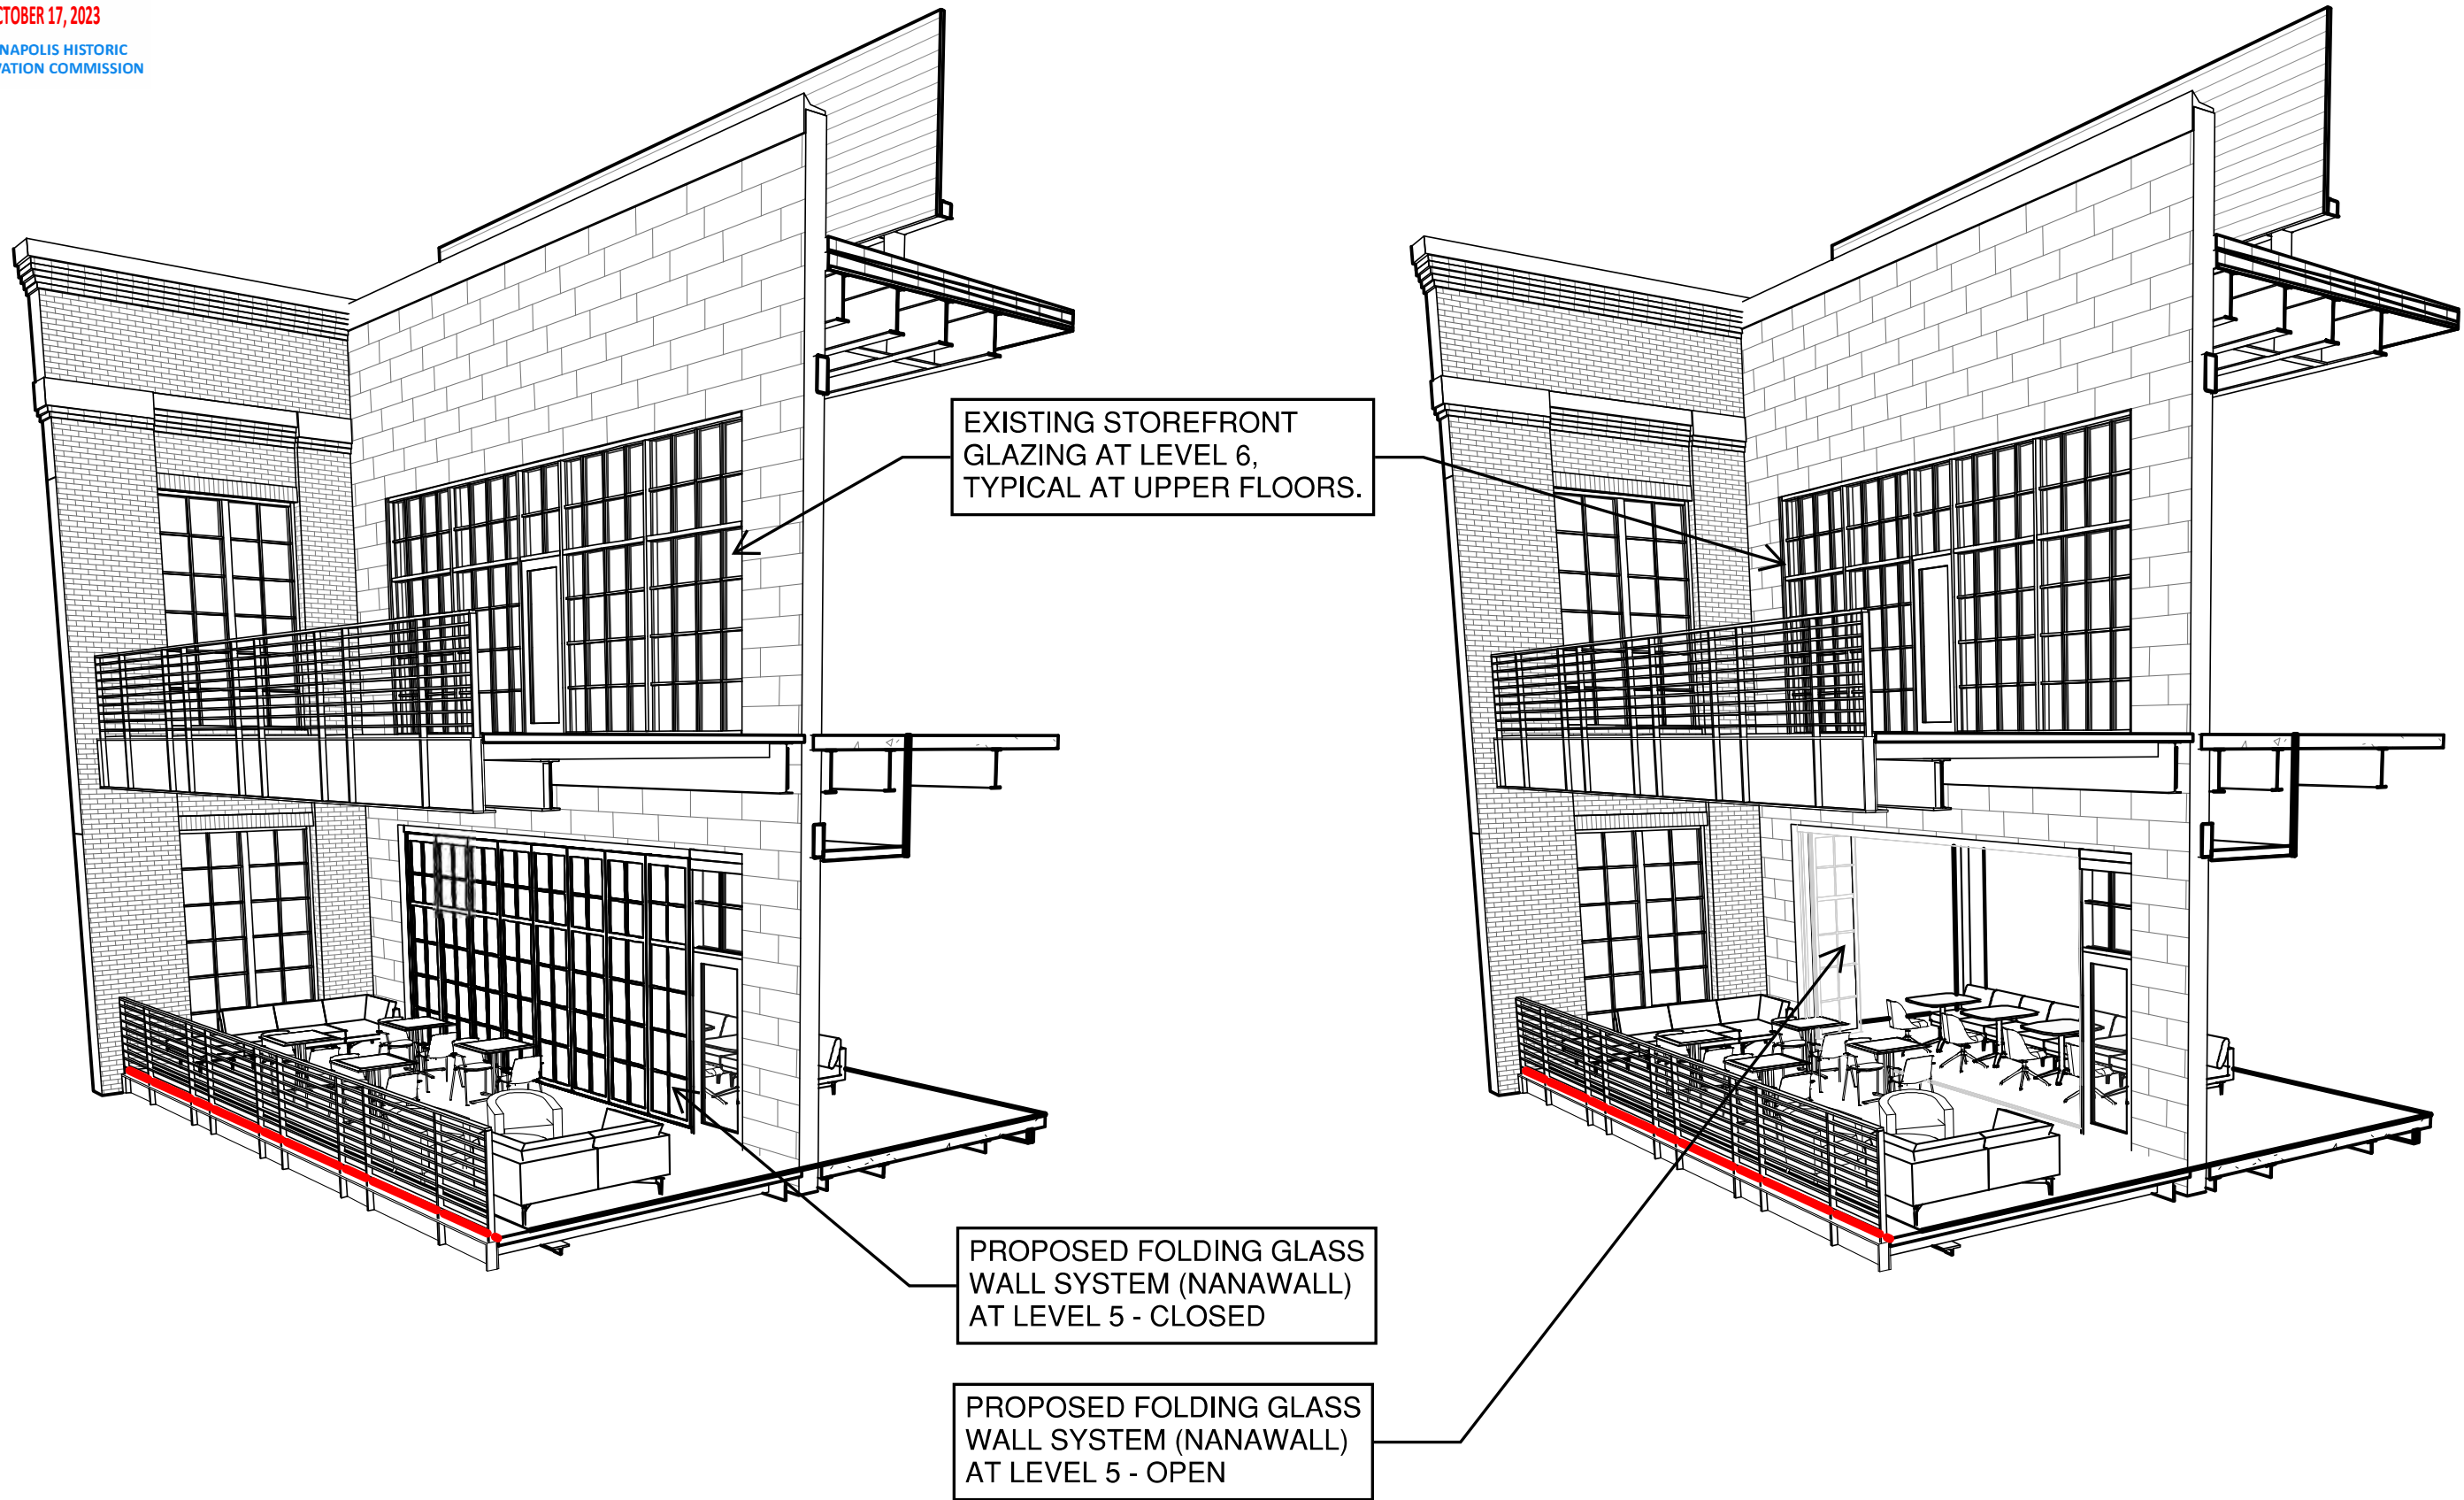 CTOBER 17, 2023
NAPOLIS HISTORIC
VATION COMMISSION
EXISTING STOREFRONT
GLAZING AT LEVEL 6,
TYPICAL AT UPPER FLOORS.
PROPOSED FOLDING GLASS
WALL SYSTEM (NANAWALL)
AT LEVEL 5 - CLOSED
PROPOSED FOLDING GLASS
WALL SYSTEM (NANAWALL)
AT LEVEL 5 - OPEN